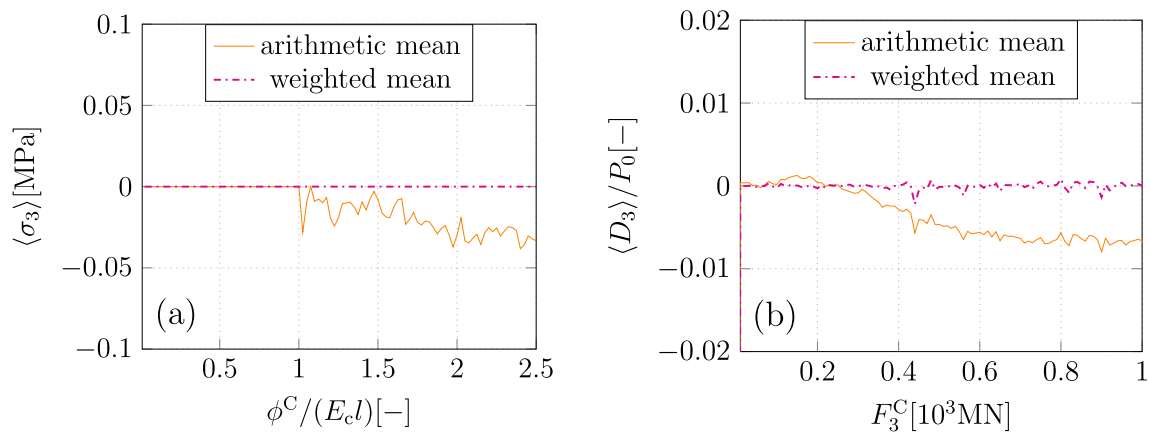 0.1
0.05
0
−0.05
−0.1
⟨σ₃⟩[MPa]
arithmetic mean
weighted mean
(a)
0.5
1
1.5
2
2.5
ϕᶜ/(E_c l)[−]
0.02
0.01
0
−0.01
−0.02
⟨D₃⟩/P₀[−]
arithmetic mean
weighted mean
(b)
0.2
0.4
0.6
0.8
1
F₃ᶜ[10³MN]